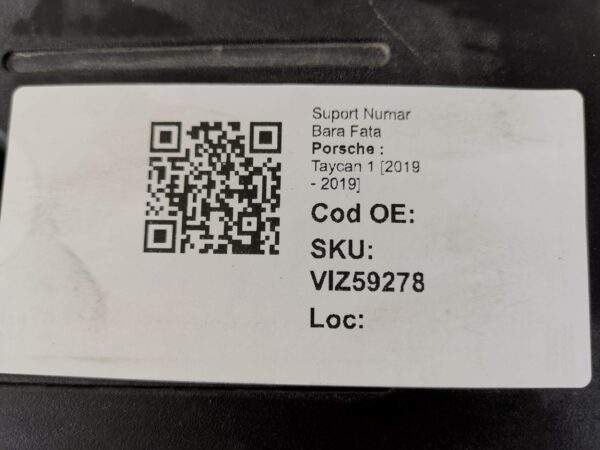 Suport Numar
Bara Fata
Porsche :
Taycan 1 [2019
- 2019]
Cod OE:
SKU:
VIZ59278
Loc: